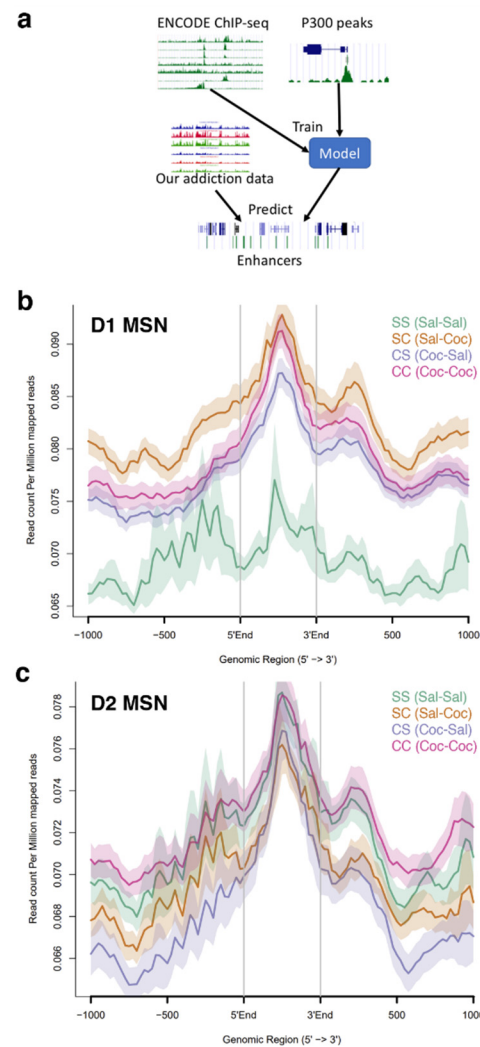 a
ENCODE ChIP-seq
P300 peaks
Train
Model
Our addiction data
Predict
Enhancers
b
D1 MSN
SS (Sal-Sal)
SC (Sal-Coc)
CS (Coc-Sal)
CC (Coc-Coc)
Read count Per Million mapped reads
0.090
0.085
0.080
0.075
0.070
0.065
−1000
−500
5'End
3'End
500
1000
Genomic Region (5' −> 3')
c
D2 MSN
SS (Sal-Sal)
SC (Sal-Coc)
CS (Coc-Sal)
CC (Coc-Coc)
Read count Per Million mapped reads
0.078
0.076
0.074
0.072
0.070
0.068
0.066
−1000
−500
5'End
3'End
500
1000
Genomic Region (5' −> 3')